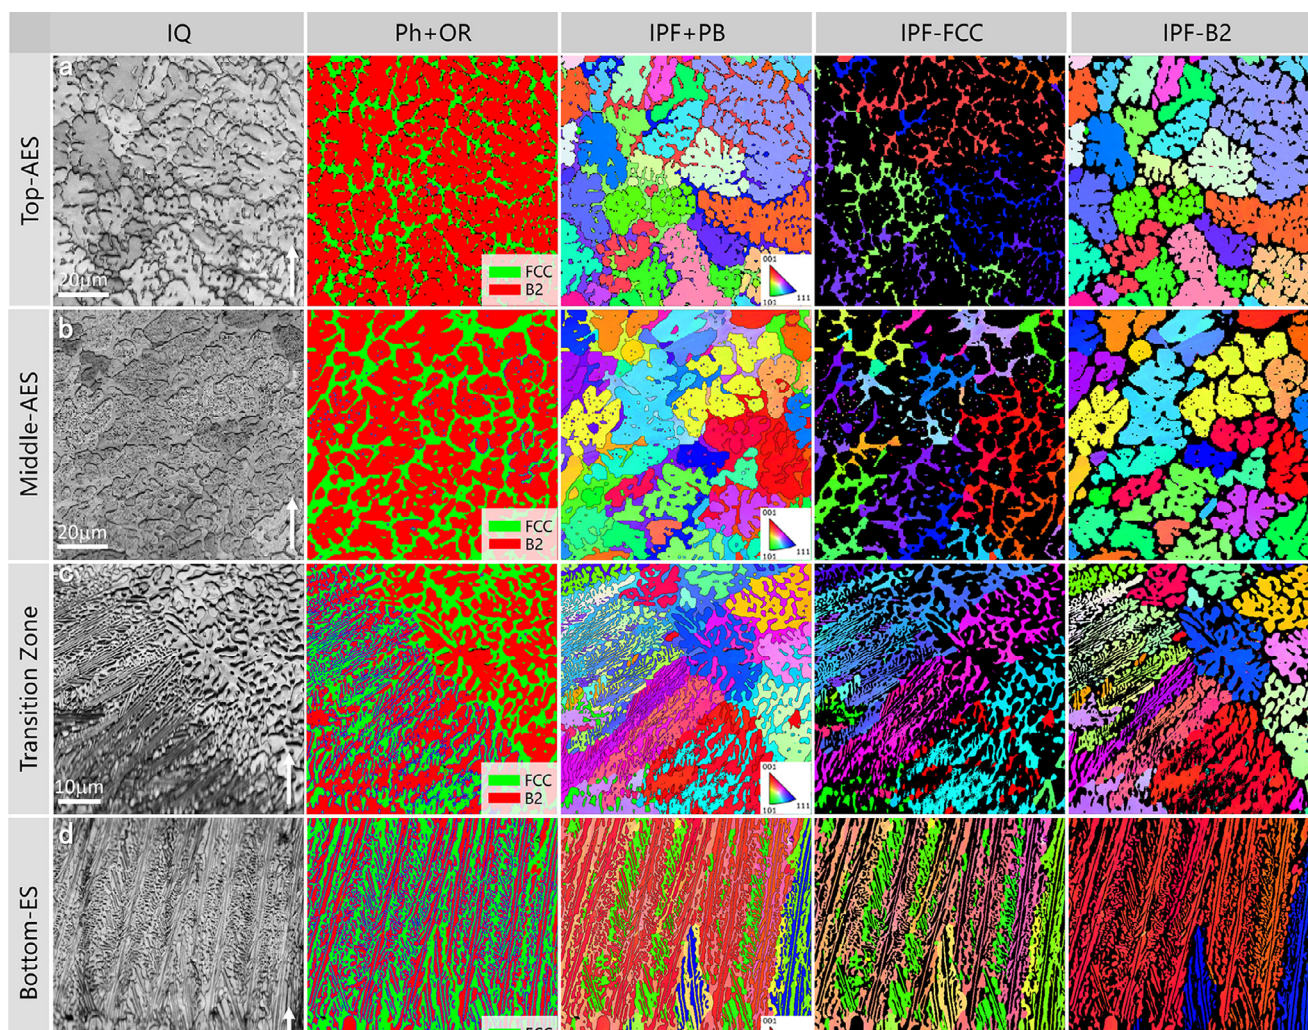 IQ Ph+OR IPF+PB IPF-FCC IPF-B2
Top-AES
a
20μm
FCC
B2
001
101 111
Middle-AES
b
20μm
FCC
B2
001
101 111
Transition Zone
c
10μm
FCC
B2
001
101 111
Bottom-ES
d
001